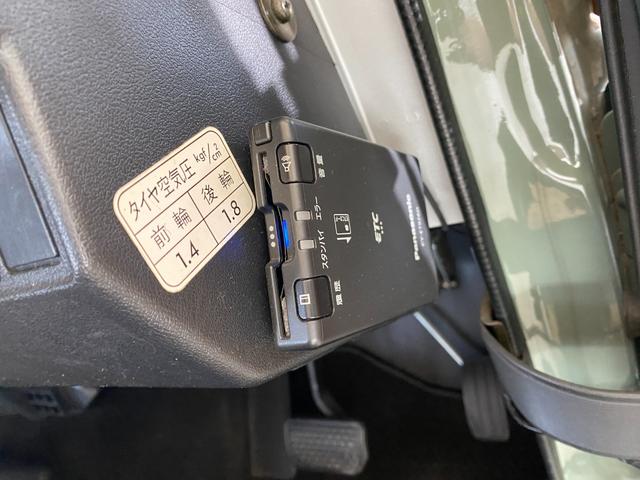 タイヤ空気圧 kgf/cm²
前輪 後輪
1.4 1.8
音量
エラー
スタンバイ
履歴
ETC
Panasonic